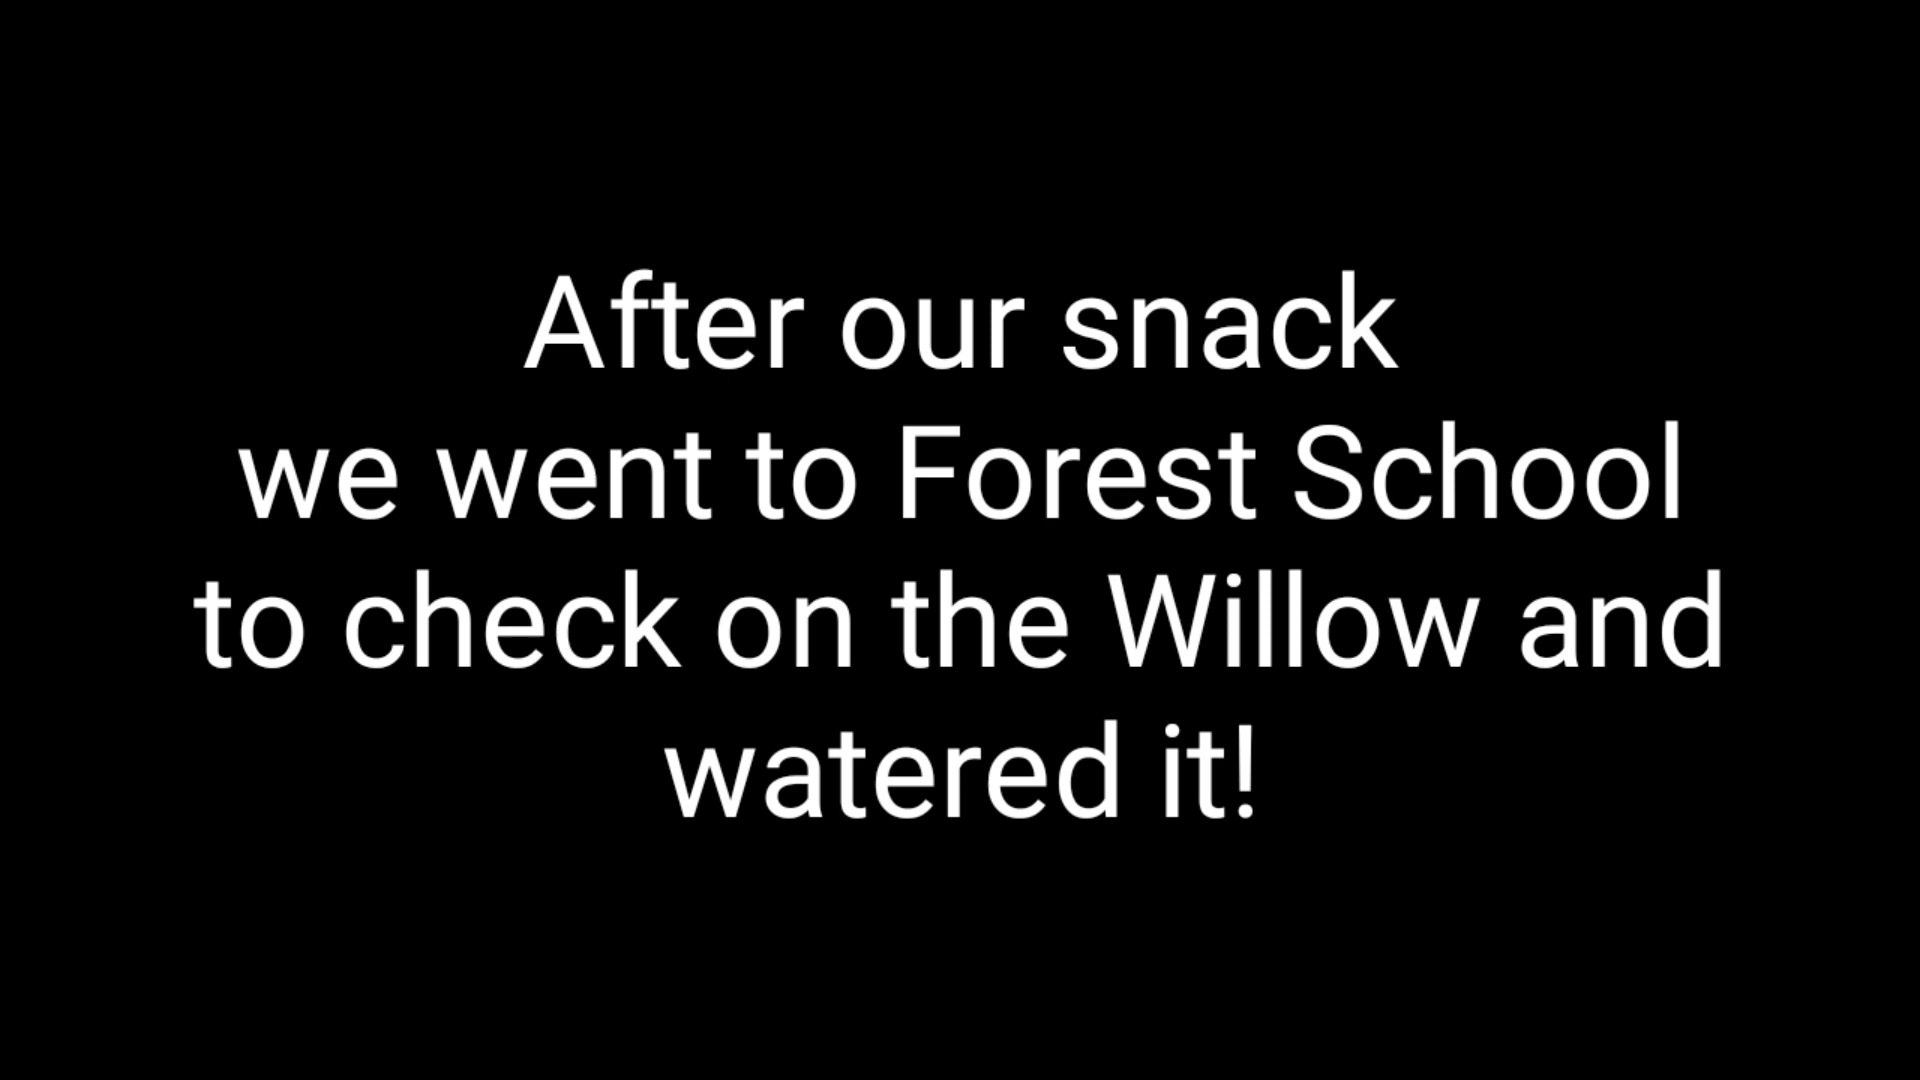 After our snack
we went to Forest School
to check on the Willow and
watered it!